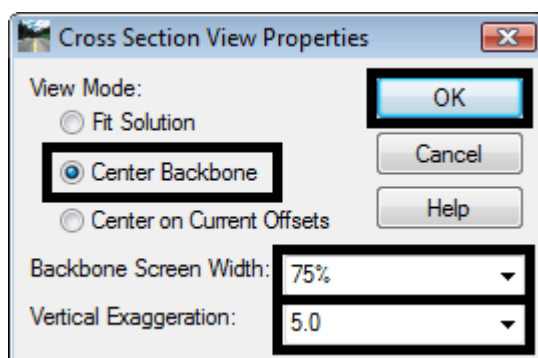 Cross Section View Properties
View Mode:
Fit Solution
Center Backbone
Center on Current Offsets
OK
Cancel
Help
Backbone Screen Width: 75%
Vertical Exaggeration: 5.0